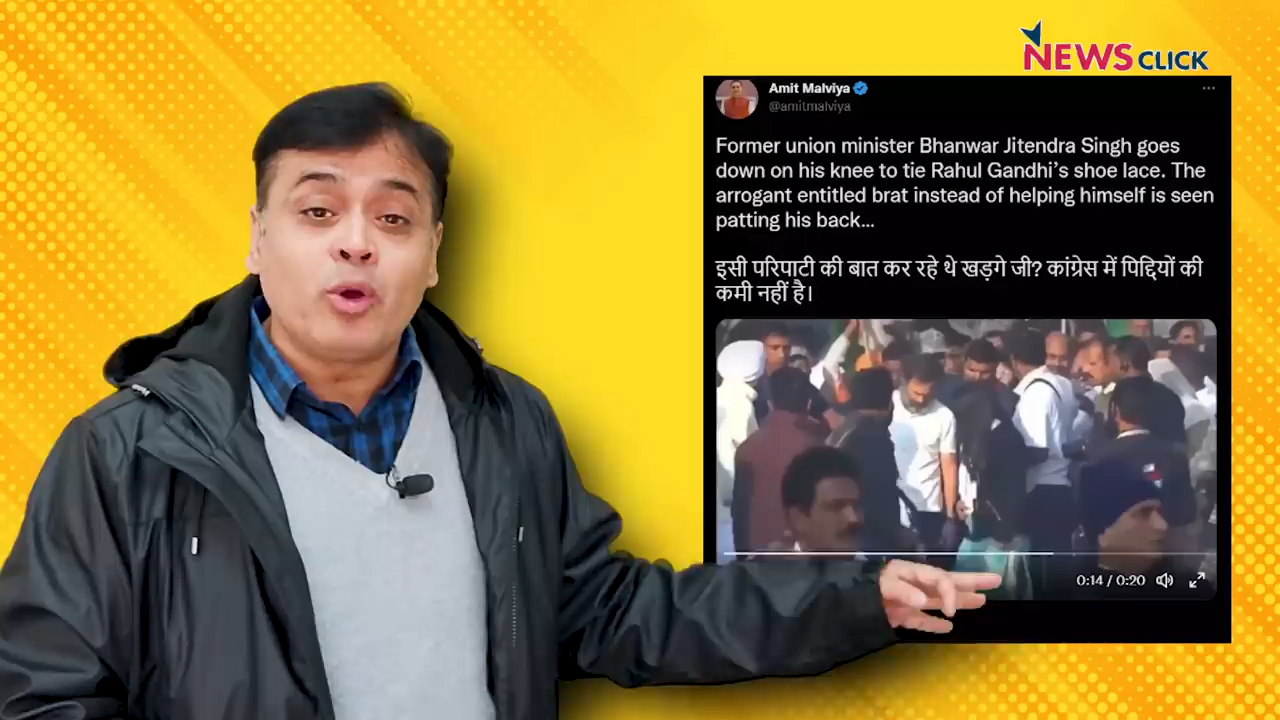 NEWSCLICK
Amit Malviya
@amitmalviya
Former union minister Bhanwar Jitendra Singh goes
down on his knee to tie Rahul Gandhi’s shoe lace. The
arrogant entitled brat instead of helping himself is seen
patting his back...
इसी परिपाटी की बात कर रहे थे खड़गे जी? कांग्रेस में पिद्दियों की
कमी नहीं है।
0:14 / 0:20